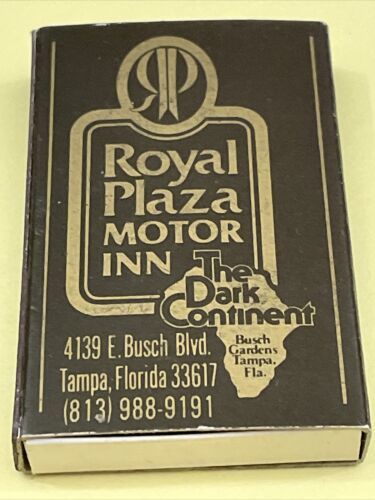 RP
Royal
Plaza
MOTOR
INN
The
Dark
Continent
Busch
Gardens
Tampa,
Fla.
4139 E. Busch Blvd.
Tampa, Florida 33617
(813) 988-9191